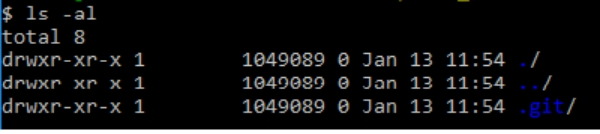 $ ls -al
total 8
drwxr-xr-x 1 1049089 0 Jan 13 11:54 ./
drwxr xr x 1 1049089 0 Jan 13 11:54 ../
drwxr-xr-x 1 1049089 0 Jan 13 11:54 .git/